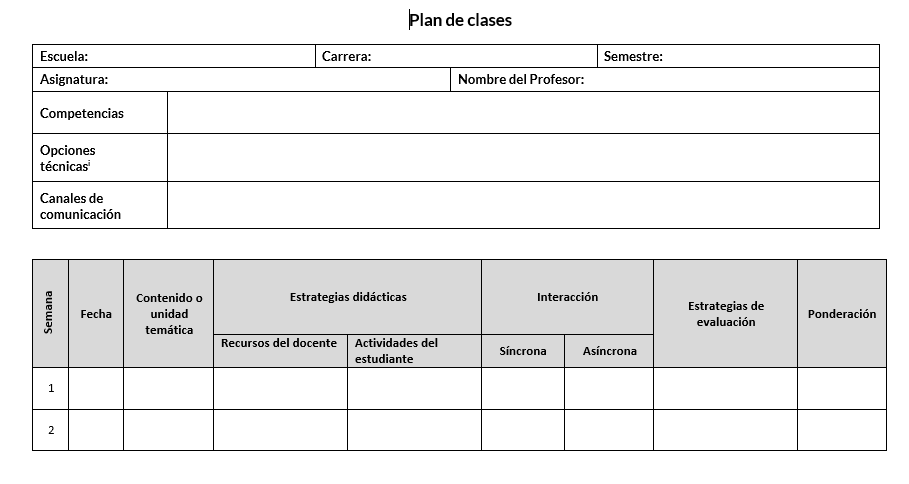 Plan de clases
Escuela: Carrera: Semestre:
Asignatura: Nombre del Profesor:
Competencias
Opciones
técnicasⁱ
Canales de
comunicación
Semana
Fecha
Contenido o
unidad
temática
Estrategias didácticas
Interacción
Estrategias de
evaluación
Ponderación
Recursos del docente
Actividades del
estudiante
Síncrona
Asíncrona
1
2